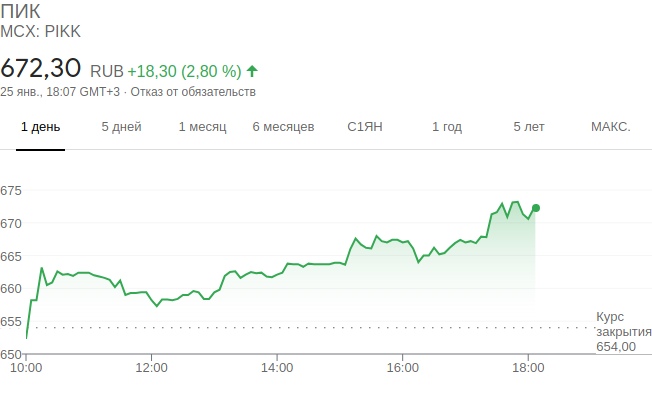 ПИК
MCX: PIKK
672,30 RUB +18,30 (2,80 %)
25 янв., 18:07 GMT+3 · Отказ от обязательств
1 день 5 дней 1 месяц 6 месяцев С1ЯН 1 год 5 лет МАКС.
675
670
665
660
655
650
Курс
закрытия
654,00
10:00 12:00 14:00 16:00 18:00